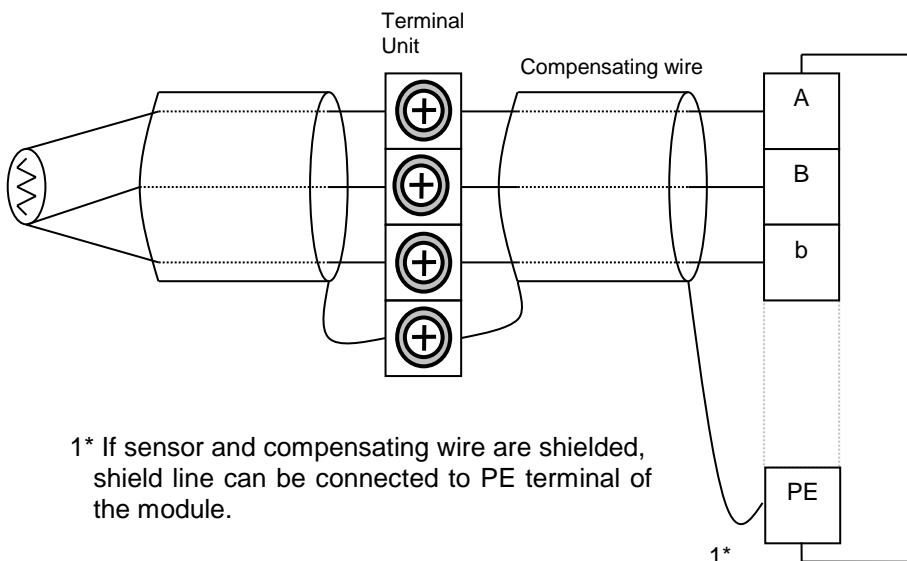 Terminal
Unit
Compensating wire
A
B
b
1* If sensor and compensating wire are shielded,
shield line can be connected to PE terminal of
the module.
PE
1*